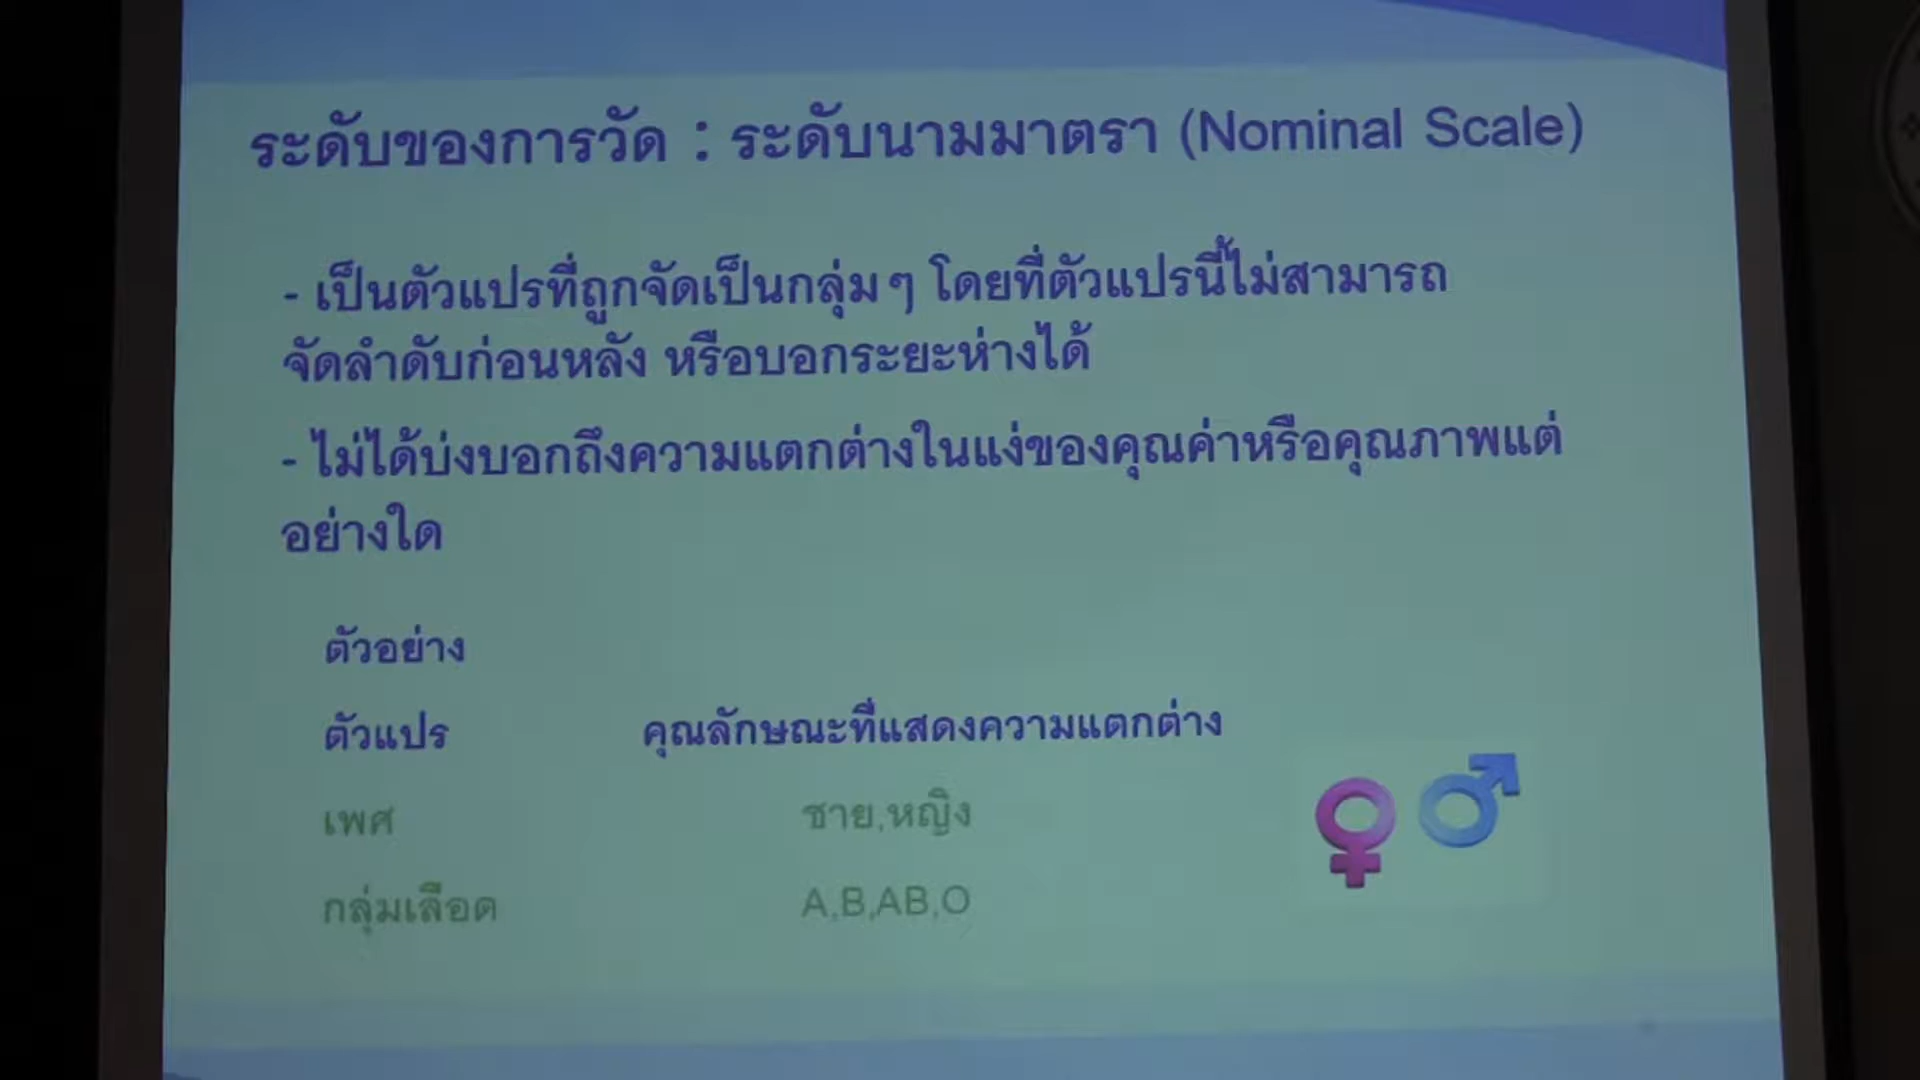 ระดับของการวัด : ระดับนามมาตรา (Nominal Scale)
- เป็นตัวแปรที่ถูกจัดเป็นกลุ่มๆ โดยที่ตัวแปรนี้ไม่สามารถ
จัดลำดับก่อนหลัง หรือบอกระยะห่างได้
- ไม่ได้บ่งบอกถึงความแตกต่างในแง่ของคุณค่าหรือคุณภาพแต่
อย่างใด
ตัวอย่าง
ตัวแปร คุณลักษณะที่แสดงความแตกต่าง
เพศ ชาย,หญิง
กลุ่มเลือด A,B,AB,O